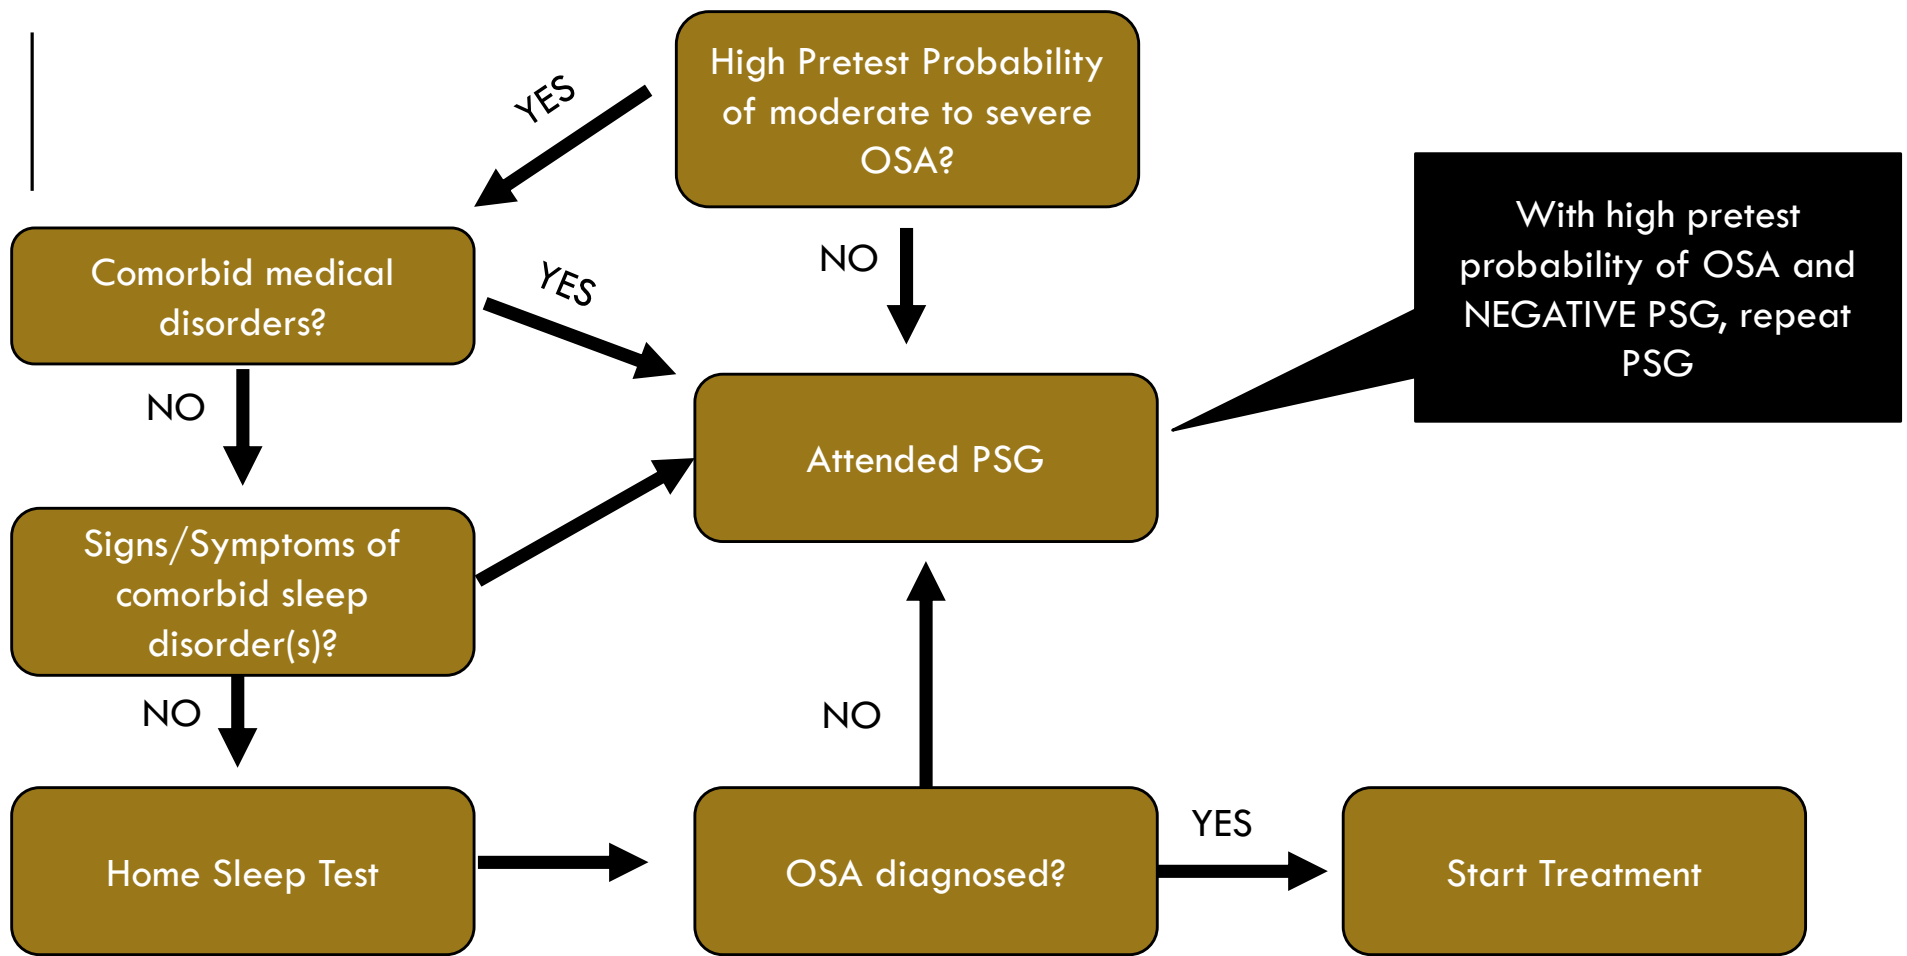 High Pretest Probability
of moderate to severe
OSA?
YES
NO
With high pretest
probability of OSA and
NEGATIVE PSG, repeat
PSG
Comorbid medical
disorders?
YES
NO
Attended PSG
Signs/Symptoms of
comorbid sleep
disorder(s)?
NO
NO
Home Sleep Test
OSA diagnosed?
YES
Start Treatment